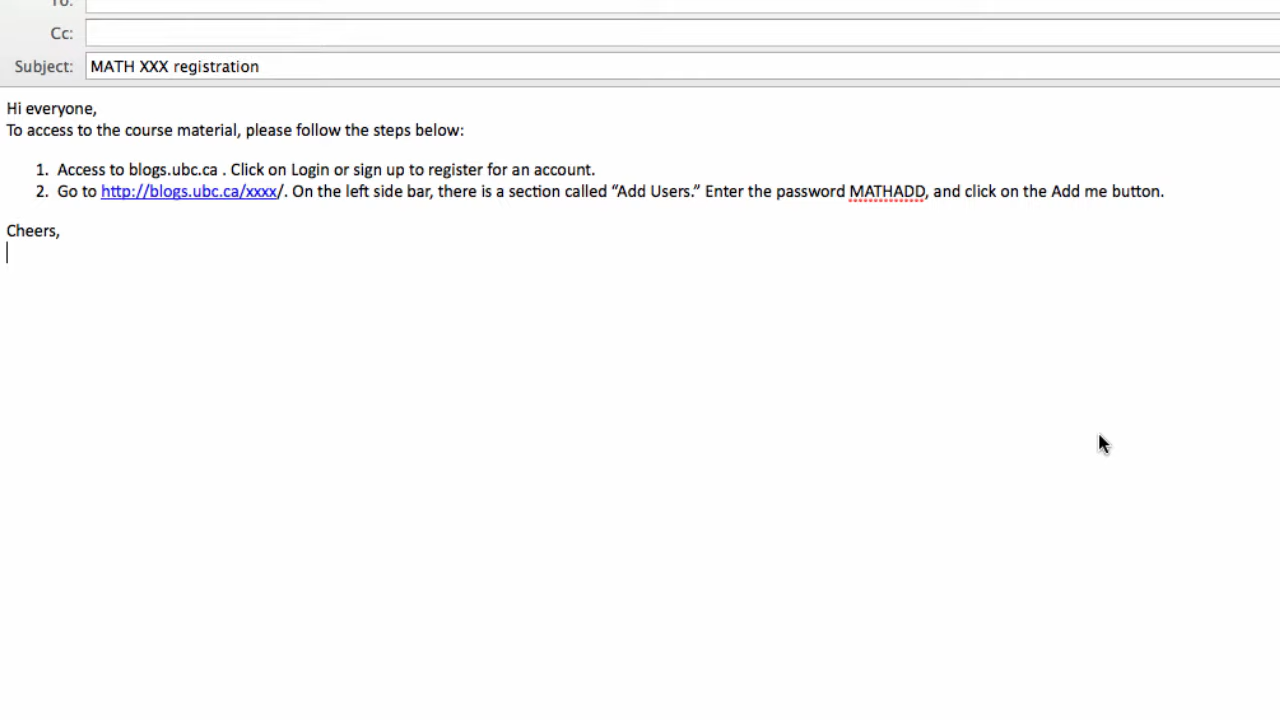 To:
Cc:
Subject: MATH XXX registration
Hi everyone,
To access to the course material, please follow the steps below:
1. Access to blogs.ubc.ca . Click on Login or sign up to register for an account.
2. Go to http://blogs.ubc.ca/xxxx/. On the left side bar, there is a section called “Add Users.” Enter the password MATHADD, and click on the Add me button.
Cheers,